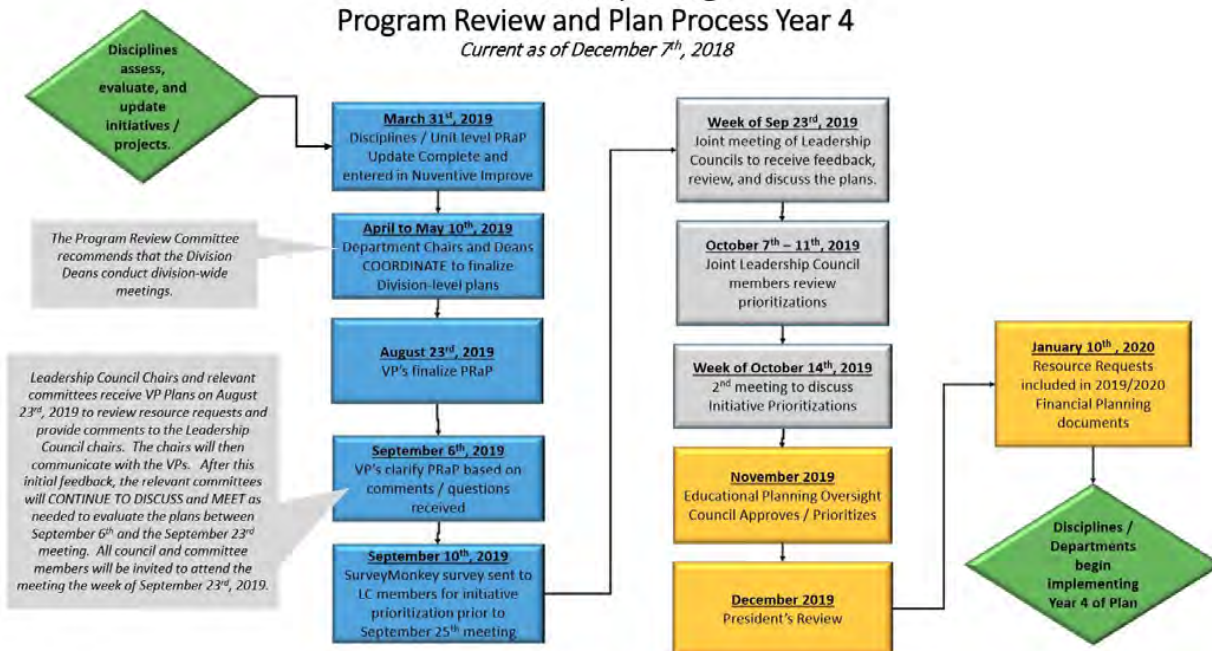 Program Review and Plan Process Year 4
Current as of December 7th, 2018
Disciplines
assess,
evaluate, and
update
initiatives /
projects.
March 31st, 2019
Disciplines / Unit level PRaP
Update Complete and
entered in Nuventive Improve
The Program Review Committee
recommends that the Division
Deans conduct division-wide
meetings.
April to May 10th, 2019
Department Chairs and Deans
COORDINATE to finalize
Division-level plans
August 23rd, 2019
VP's finalize PRaP
Leadership Council Chairs and relevant
committees receive VP Plans on August
23rd, 2019 to review resource requests and
provide comments to the Leadership
Council chairs. The chairs will then
communicate with the VPs. After this
initial feedback, the relevant committees
will CONTINUE TO DISCUSS and MEET as
needed to evaluate the plans between
September 6th and the September 23rd
meeting. All council and committee
members will be invited to attend the
meeting the week of September 23rd, 2019.
September 6th, 2019
VP's clarify PRaP based on
comments / questions
received
September 10th, 2019
SurveyMonkey survey sent to
LC members for initiative
prioritization prior to
September 25th meeting
Week of Sep 23rd, 2019
Joint meeting of Leadership
Councils to receive feedback,
review, and discuss the plans.
October 7th – 11th, 2019
Joint Leadership Council
members review
prioritizations
Week of October 14th, 2019
2nd meeting to discuss
Initiative Prioritizations
November 2019
Educational Planning Oversight
Council Approves / Prioritizes
December 2019
President's Review
January 10th, 2020
Resource Requests
included in 2019/2020
Financial Planning
documents
Disciplines /
Departments
begin
implementing
Year 4 of Plan